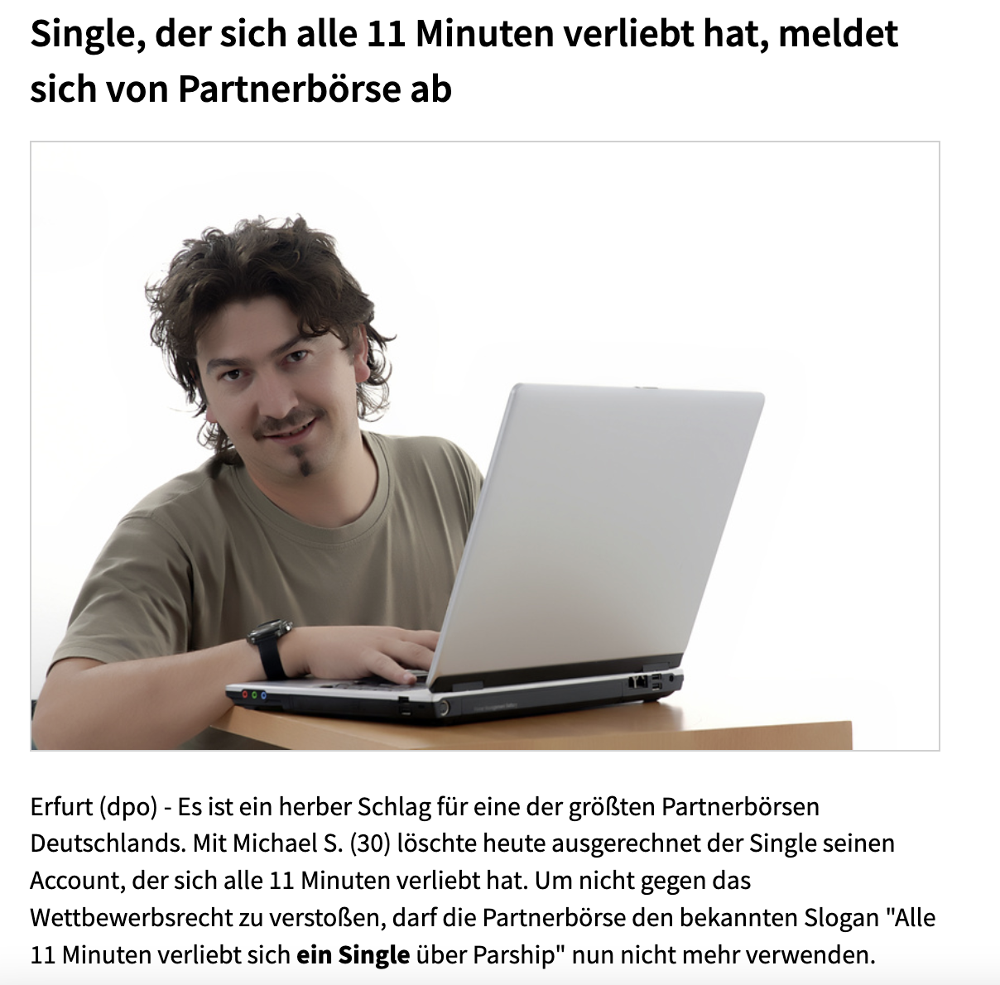 Single, der sich alle 11 Minuten verliebt hat, meldet
sich von Partnerbörse ab
Erfurt (dpo) - Es ist ein herber Schlag für eine der größten Partnerbörsen
Deutschlands. Mit Michael S. (30) löschte heute ausgerechnet der Single seinen
Account, der sich alle 11 Minuten verliebt hat. Um nicht gegen das
Wettbewerbsrecht zu verstoßen, darf die Partnerbörse den bekannten Slogan "Alle
11 Minuten verliebt sich ein Single über Parship" nun nicht mehr verwenden.